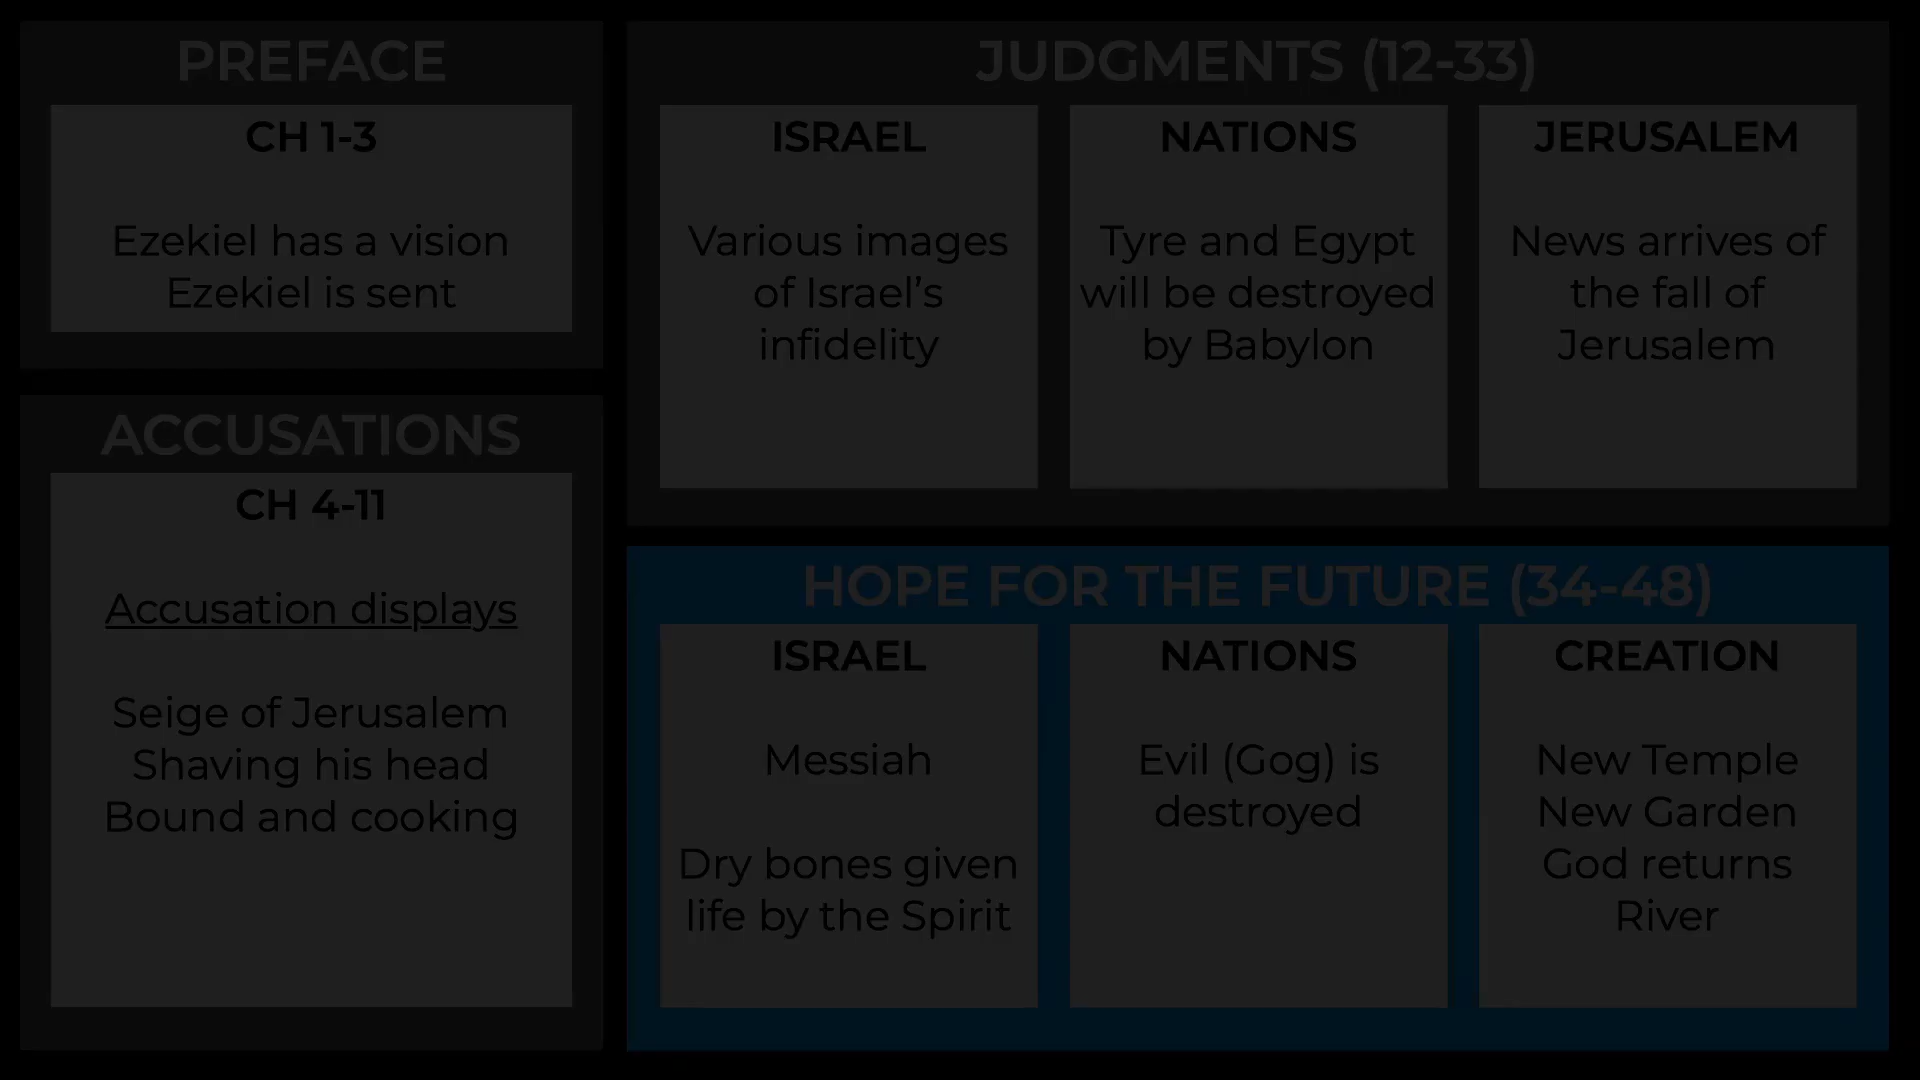 PREFACE
CH 1-3
Ezekiel has a vision
Ezekiel is sent
ACCUSATIONS
CH 4-11
Accusation displays
Seige of Jerusalem
Shaving his head
Bound and cooking
JUDGMENTS (12-33)
ISRAEL
Various images
of Israel’s
infidelity
NATIONS
Tyre and Egypt
will be destroyed
by Babylon
JERUSALEM
News arrives of
the fall of
Jerusalem
HOPE FOR THE FUTURE (34-48)
ISRAEL
Messiah
Dry bones given
life by the Spirit
NATIONS
Evil (Gog) is
destroyed
CREATION
New Temple
New Garden
God returns
River